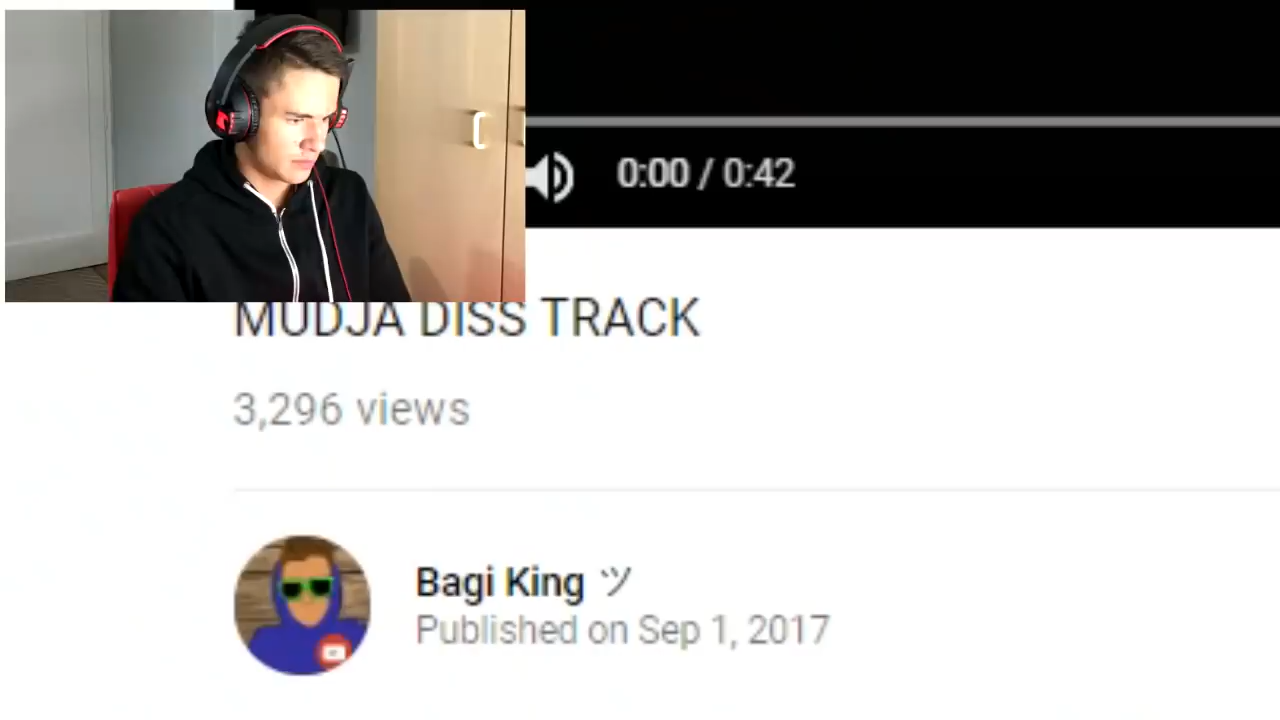 0:00 / 0:42
MUDJA DISS TRACK
3,296 views
Bagi King ツ
Published on Sep 1, 2017